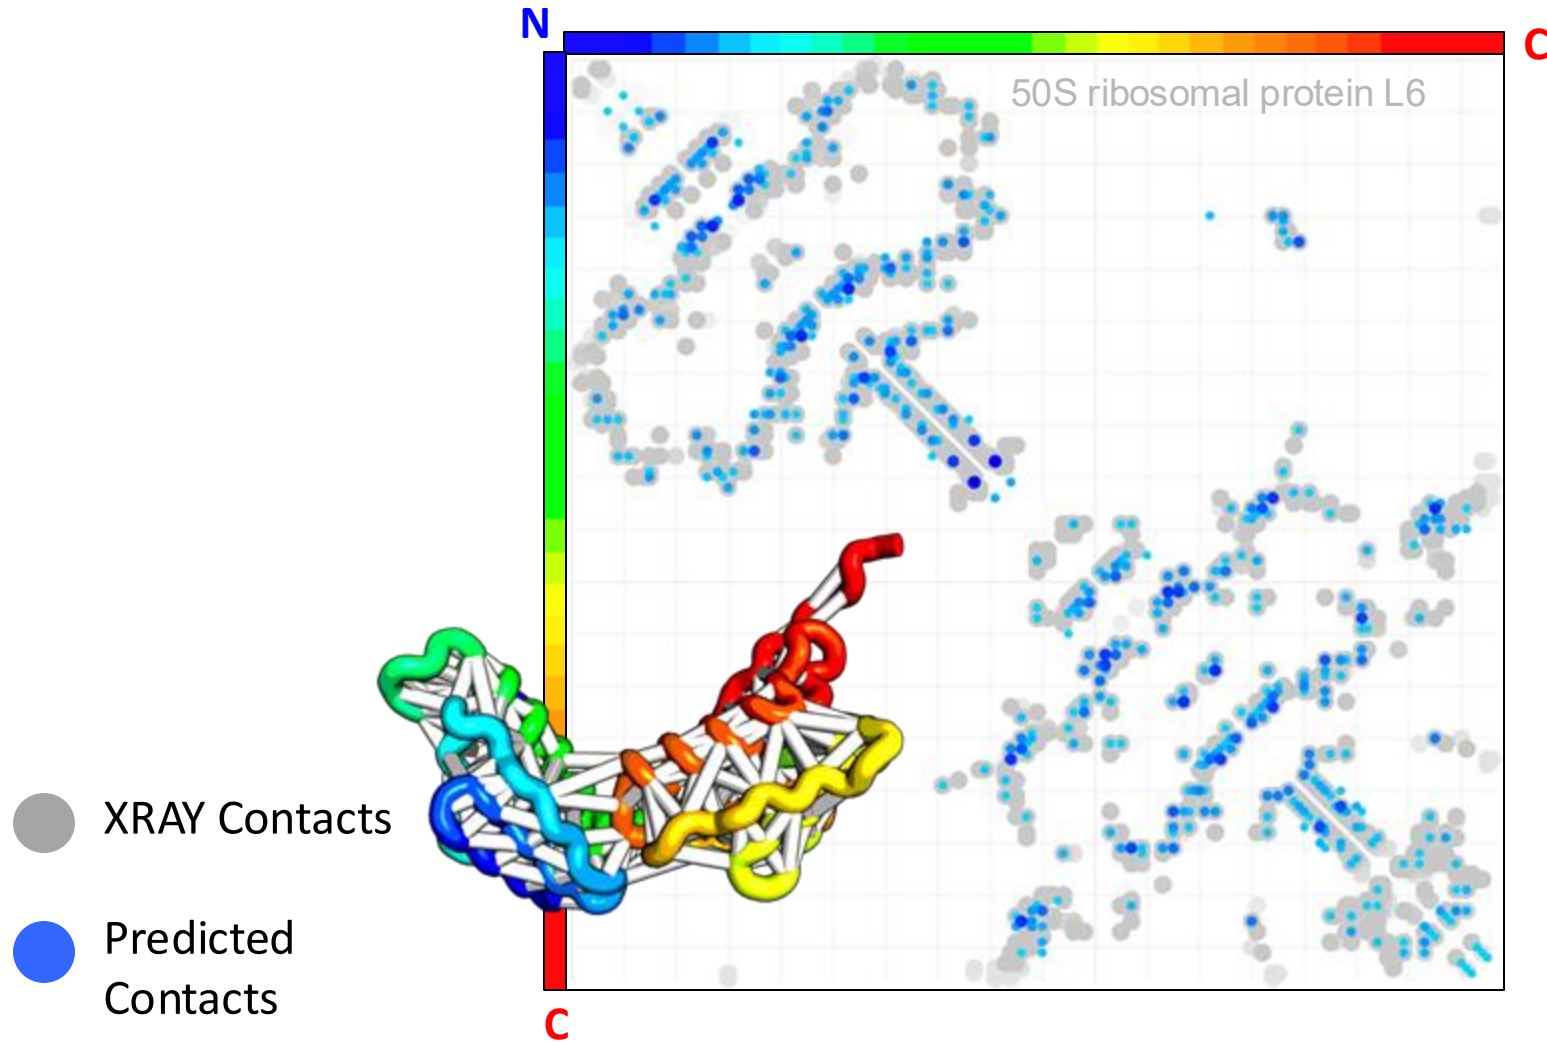 N
C
50S ribosomal protein L6
XRAY Contacts
Predicted
Contacts
C